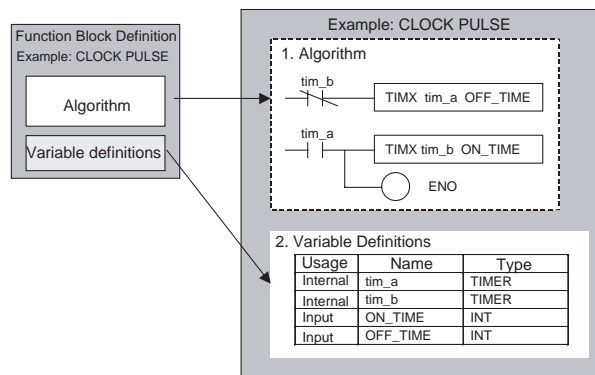 Function Block Definition
Example: CLOCK PULSE
Algorithm
Variable definitions
Example: CLOCK PULSE
1. Algorithm
tim_b
TIMX tim_a OFF_TIME
tim_a
TIMX tim_b ON_TIME
ENO
2. Variable Definitions
Usage Name Type
Internal tim_a TIMER
Internal tim_b TIMER
Input ON_TIME INT
Input OFF_TIME INT